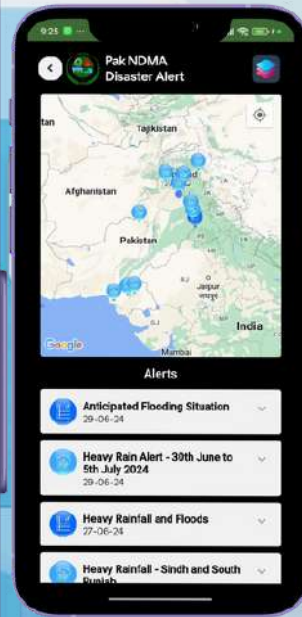 9:25
Pak NDMA
Disaster Alert
Tajikistan
Afghanistan
Pakistan
Jaipur
जयपुर
India
Google
Mumbai
Alerts
Anticipated Flooding Situation
29-06-24
Heavy Rain Alert - 30th June to
5th July 2024
29-06-24
Heavy Rainfall and Floods
27-06-24
Heavy Rainfall - Sindh and South
Punjab